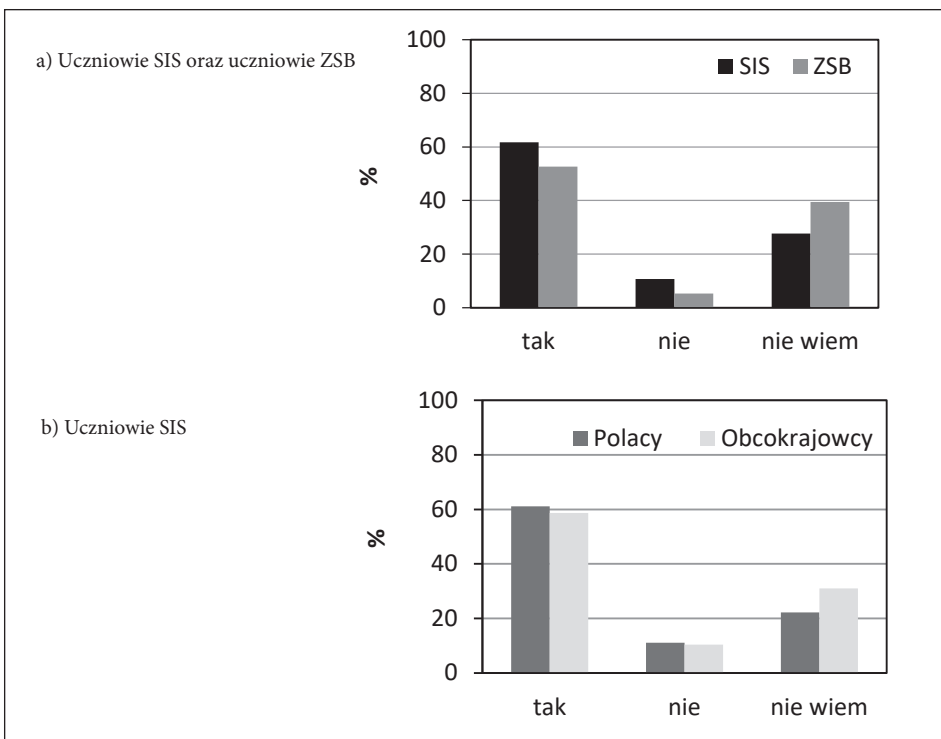 a) Uczniowie SIS oraz uczniowie ZSB
100
80
60
40
20
0
%
SIS ZSB
tak nie nie wiem
b) Uczniowie SIS
100
80
60
40
20
0
%
Polacy Obcokrajowcy
tak nie nie wiem